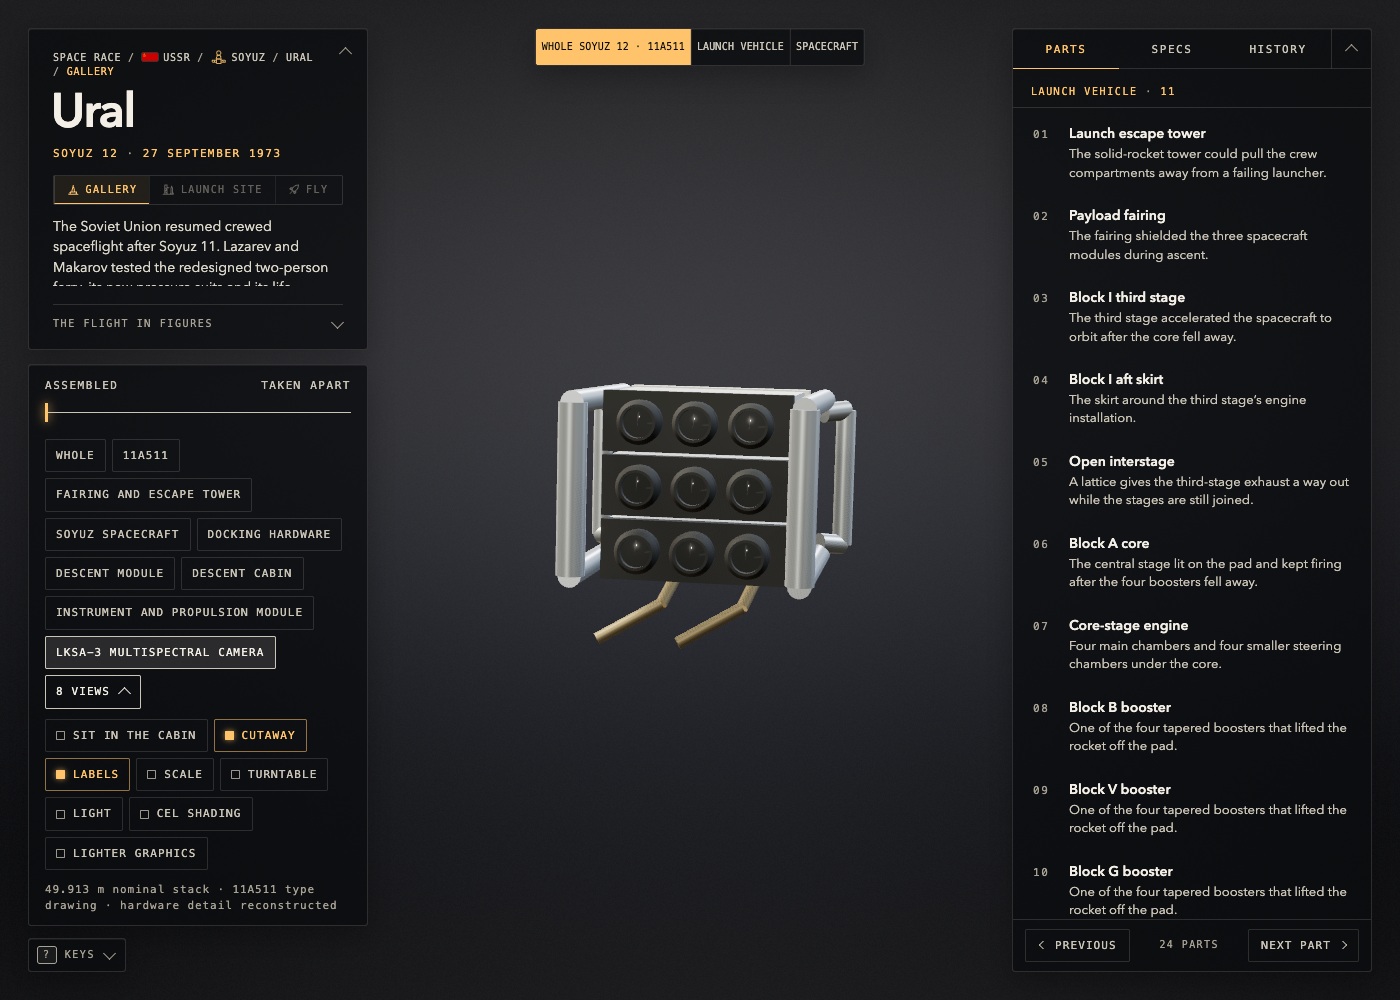 SPACE RACE / USSR / SOYUZ / URAL
/ GALLERY
Ural
SOYUZ 12 · 27 SEPTEMBER 1973
GALLERY
LAUNCH SITE
FLY
The Soviet Union resumed crewed
spaceflight after Soyuz 11. Lazarev and
Makarov tested the redesigned two-person
THE FLIGHT IN FIGURES
ASSEMBLED
TAKEN APART
WHOLE
11A511
FAIRING AND ESCAPE TOWER
SOYUZ SPACECRAFT
DOCKING HARDWARE
DESCENT MODULE
DESCENT CABIN
INSTRUMENT AND PROPULSION MODULE
LKSA-3 MULTISPECTRAL CAMERA
8 VIEWS
SIT IN THE CABIN
CUTAWAY
LABELS
SCALE
TURNTABLE
LIGHT
CEL SHADING
LIGHTER GRAPHICS
49.913 m nominal stack · 11A511 type
drawing · hardware detail reconstructed
? KEYS
WHOLE SOYUZ 12 · 11A511
LAUNCH VEHICLE
SPACECRAFT
PARTS
SPECS
HISTORY
LAUNCH VEHICLE · 11
01 Launch escape tower
The solid-rocket tower could pull the crew
compartments away from a failing launcher.
02 Payload fairing
The fairing shielded the three spacecraft
modules during ascent.
03 Block I third stage
The third stage accelerated the spacecraft to
orbit after the core fell away.
04 Block I aft skirt
The skirt around the third stage's engine
installation.
05 Open interstage
A lattice gives the third-stage exhaust a way out
while the stages are still joined.
06 Block A core
The central stage lit on the pad and kept firing
after the four boosters fell away.
07 Core-stage engine
Four main chambers and four smaller steering
chambers under the core.
08 Block B booster
One of the four tapered boosters that lifted the
rocket off the pad.
09 Block V booster
One of the four tapered boosters that lifted the
rocket off the pad.
10 Block G booster
One of the four tapered boosters that lifted the
rocket off the pad.
PREVIOUS
24 PARTS
NEXT PART